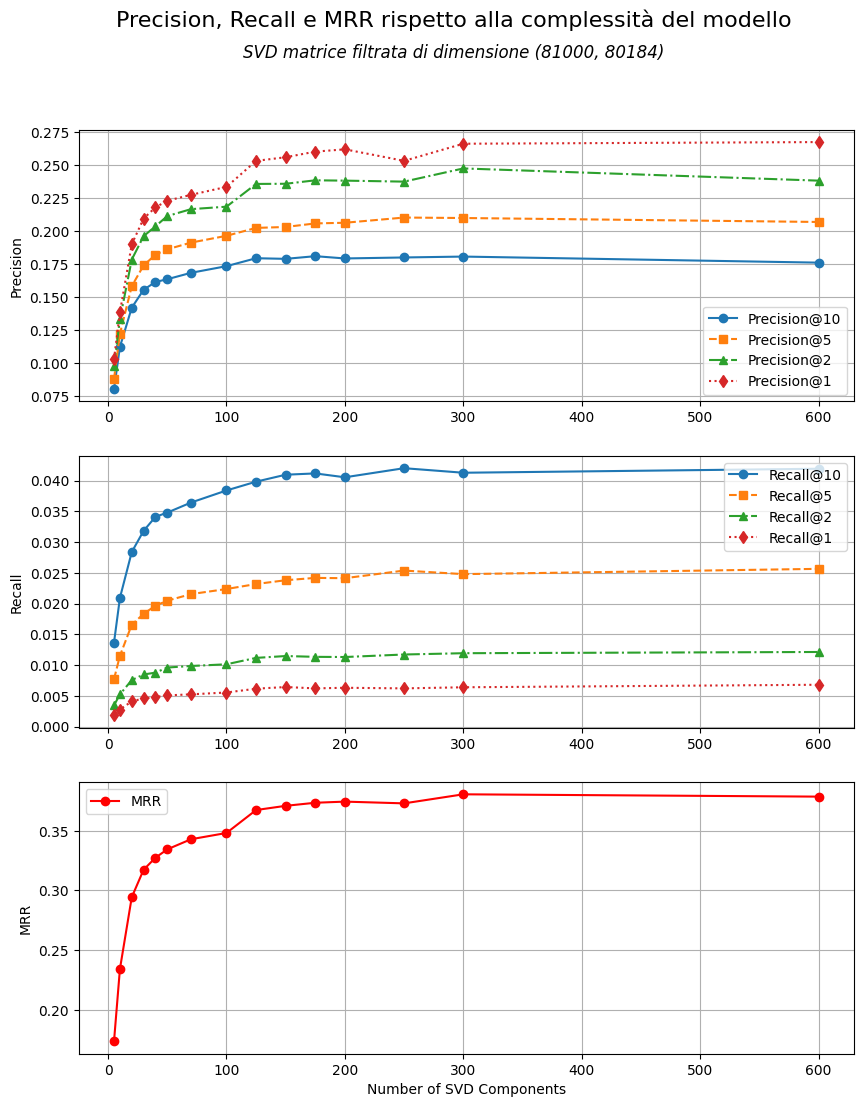 Precision, Recall e MRR rispetto alla complessità del modello
SVD matrice filtrata di dimensione (81000, 80184)
0.275
0.250
0.225
0.200
0.175
0.150
0.125
0.100
0.075
Precision
Precision@10
Precision@5
Precision@2
Precision@1
0 100 200 300 400 500 600
0.040
0.035
0.030
0.025
0.020
0.015
0.010
0.005
0.000
Recall
Recall@10
Recall@5
Recall@2
Recall@1
0 100 200 300 400 500 600
MRR
0.35
0.30
0.25
0.20
MRR
0 100 200 300 400 500 600
Number of SVD Components